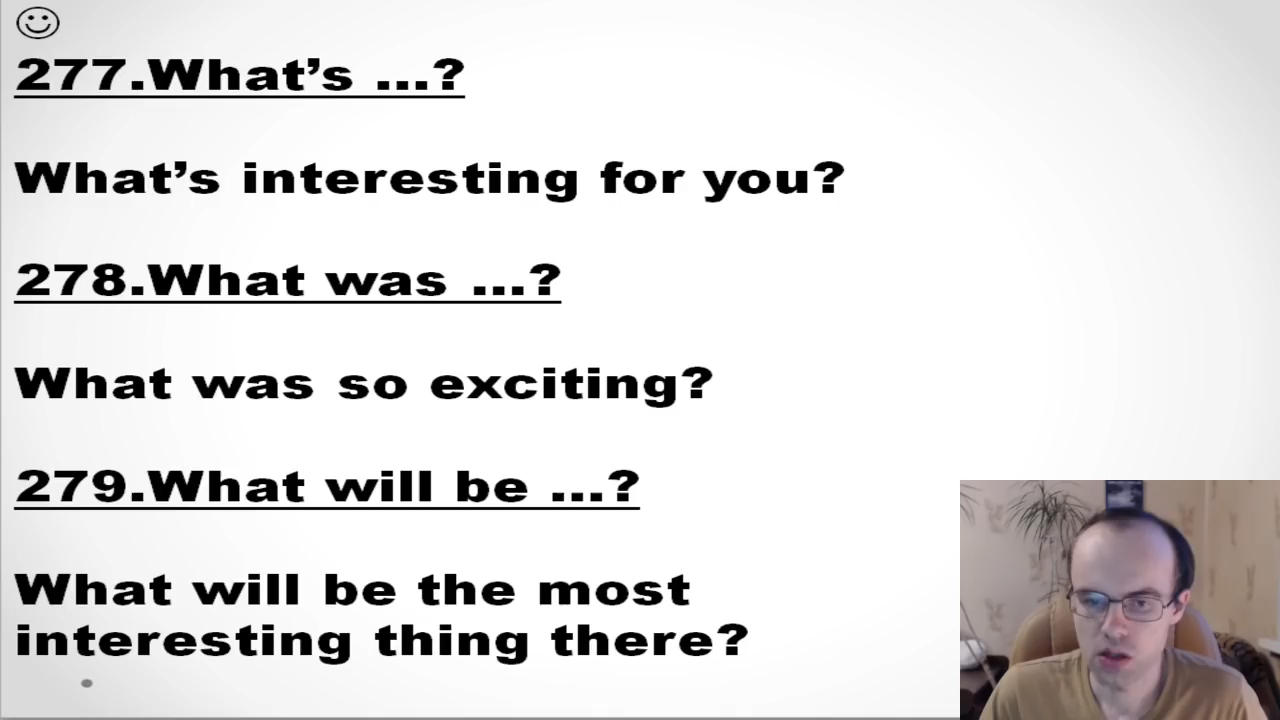 277.What’s ...?
What’s interesting for you?
278.What was ...?
What was so exciting?
279.What will be ...?
What will be the most
interesting thing there?